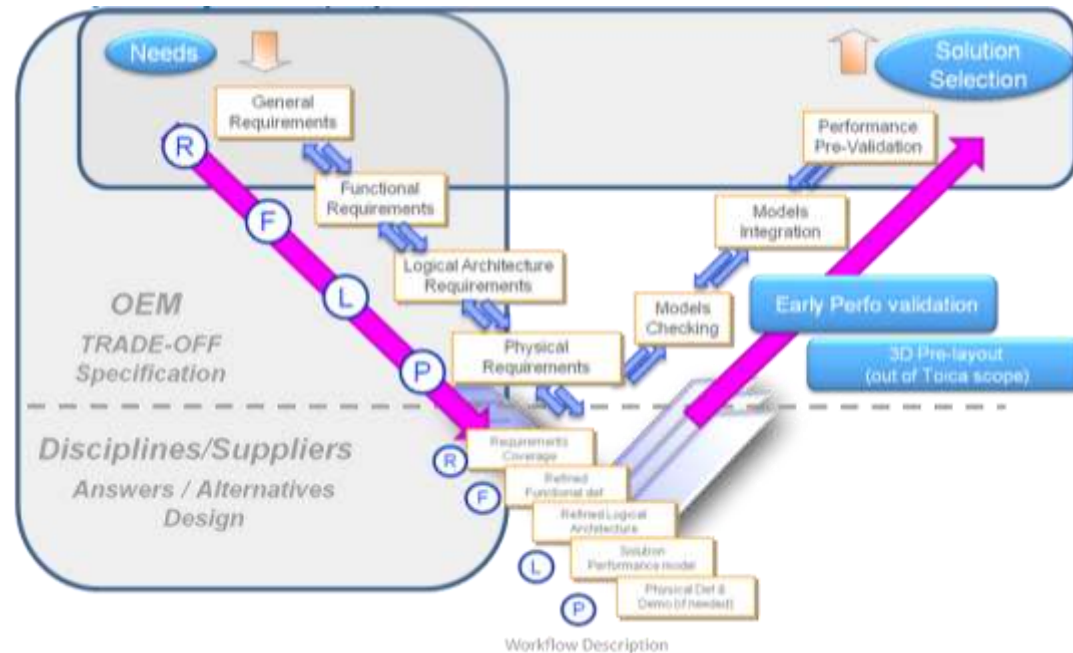 Needs
Solution
Selection
General
Requirements
Performance
Pre-Validation
R
Functional
Requirements
Models
Integration
F
Logical Architecture
Requirements
L
Models
Checking
Early Perfo validation
OEM
TRADE-OFF
Specification
Physical
Requirements
P
3D Pre-layout
(out of Toica scope)
Disciplines/Suppliers
Answers / Alternatives
Design
Requirements
Coverage
R
Refined
Functional def
F
Refined Logical
Architecture
Solution
Performance model
L
Physical Def &
Demo (if needed)
P
Workflow Description